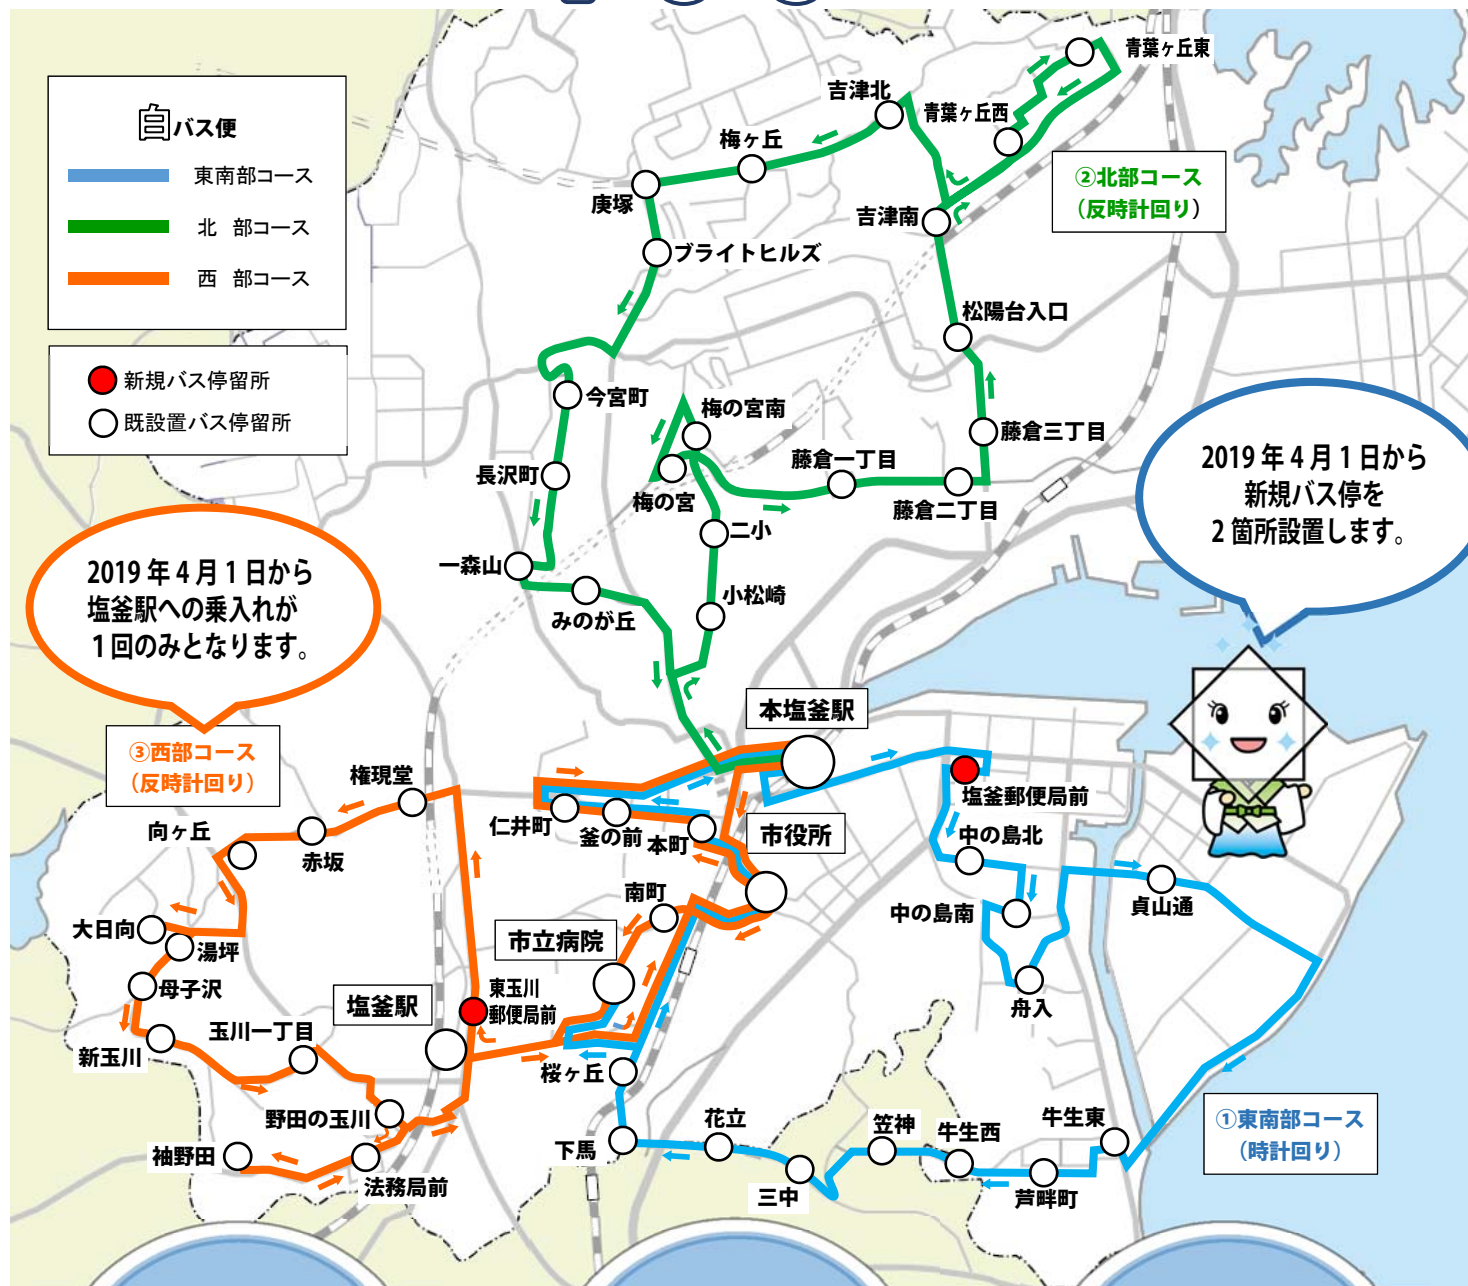 白バス便
東南部コース
北 部コース
西 部コース
新規バス停留所
既設置バス停留所
青葉ヶ丘東
吉津北
青葉ヶ丘西
梅ヶ丘
庚塚
吉津南
②北部コース
(反時計回り)
ブライトヒルズ
松陽台入口
今宮町
梅の宮南
藤倉三丁目
長沢町
梅の宮
藤倉一丁目
藤倉二丁目
2019年4月1日から
新規バス停を
2箇所設置します。
二小
一森山
小松崎
みのが丘
2019年4月1日から
塩釜駅への乗入れが
1回のみとなります。
本塩釜駅
③西部コース
(反時計回り)
権現堂
塩釜郵便局前
仁井町
釜の前
本町
市役所
中の島北
向ヶ丘
赤坂
南町
中の島南
貞山通
大日向
湯坪
市立病院
母子沢
塩釜駅
東玉川
郵便局前
舟入
新玉川
玉川一丁目
桜ヶ丘
野田の玉川
花立
笠神
牛生西
牛生東
①東南部コース
(時計回り)
袖野田
法務局前
下馬
三中
芦畔町